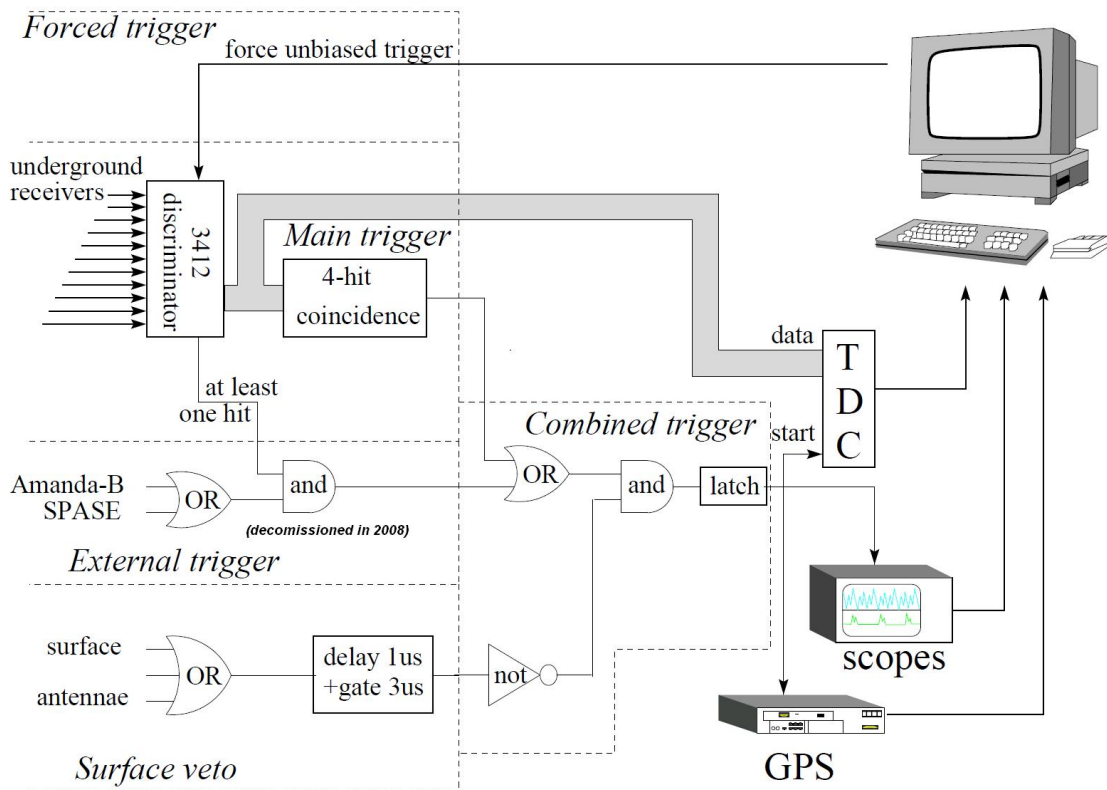 Forced trigger
force unbiased trigger
underground
receivers
3412
discriminator
Main trigger
4-hit
coincidence
data
T
D
C
at least
one hit
Combined trigger
start
Amanda-B
SPASE
OR
and
OR
and
latch
(decomissioned in 2008)
External trigger
surface
antennae
OR
delay 1us
+gate 3us
not
scopes
GPS
Surface veto